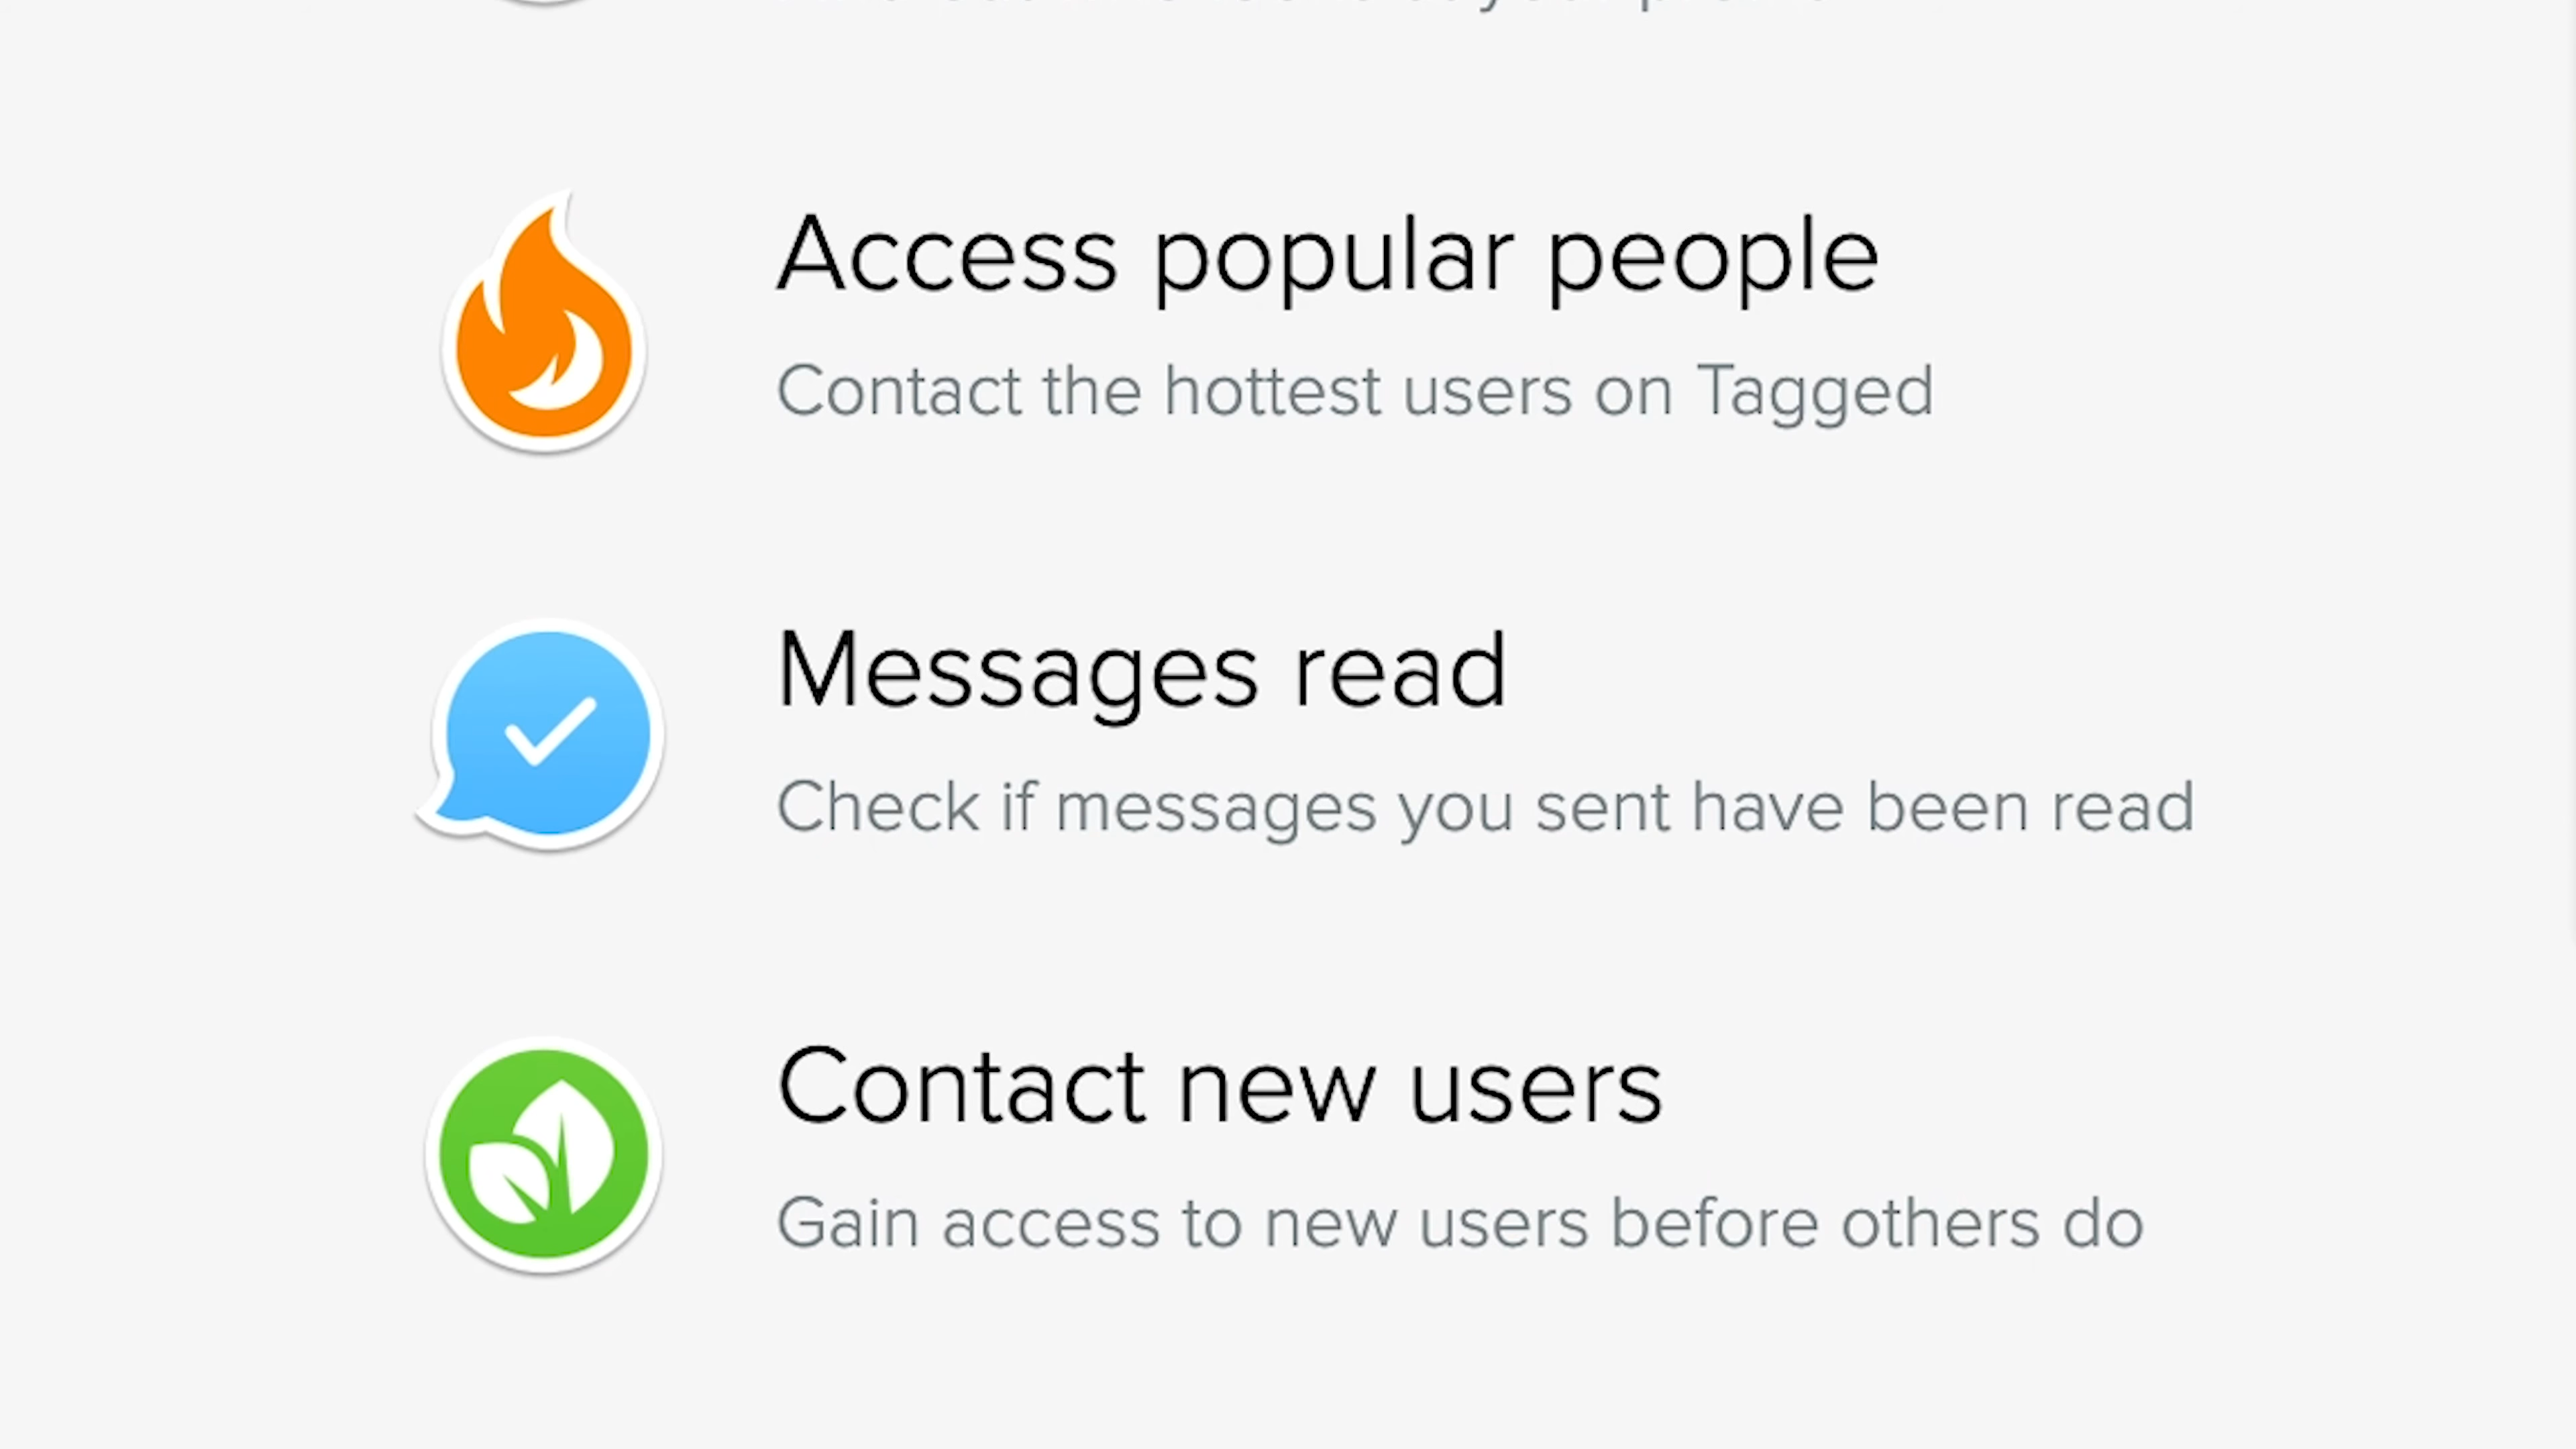 Access popular people
Contact the hottest users on Tagged
Messages read
Check if messages you sent have been read
Contact new users
Gain access to new users before others do